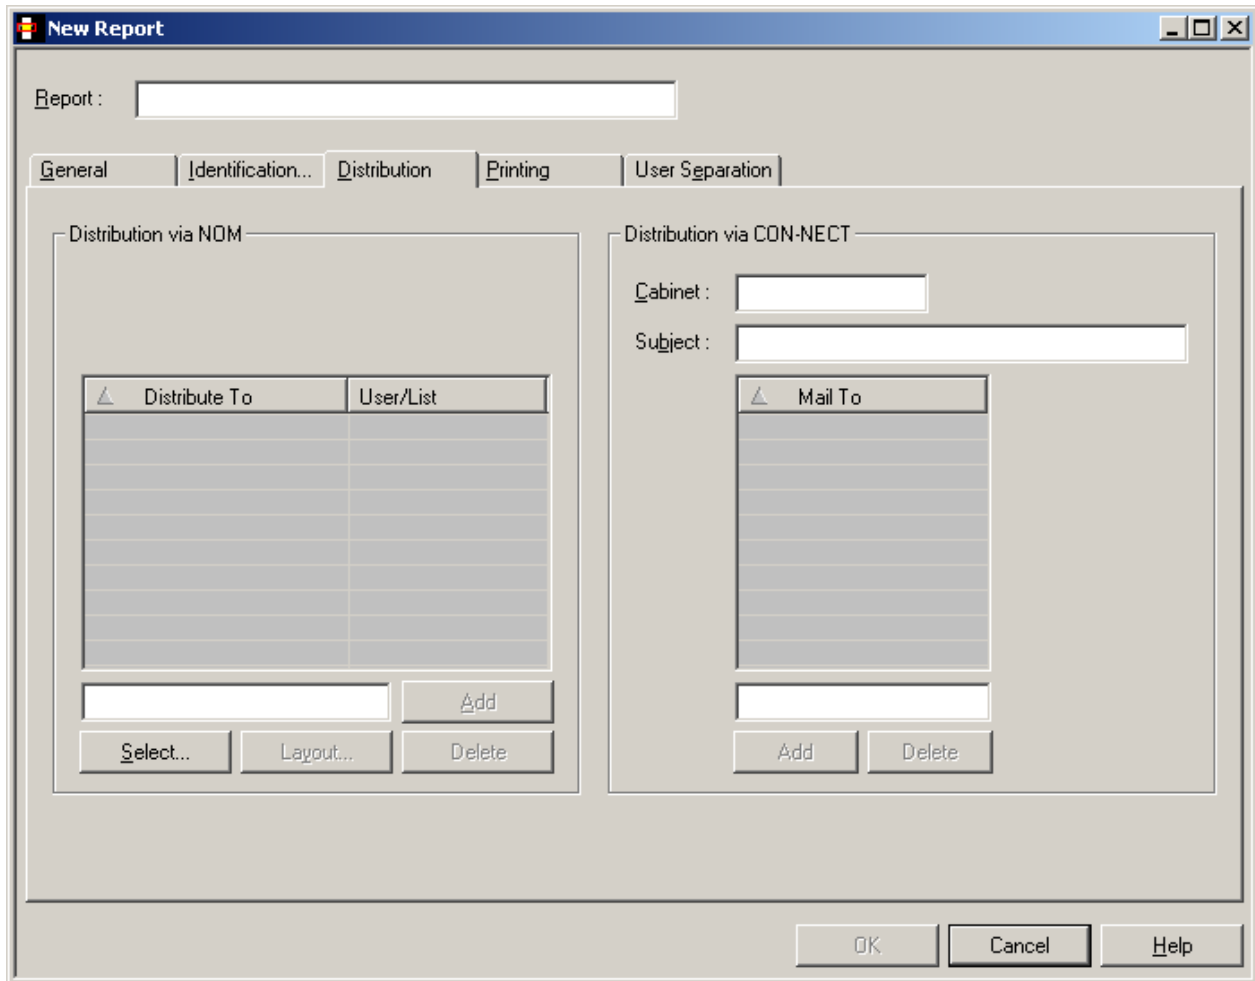 New Report
Report :
General Identification... Distribution Printing User Separation
Distribution via NOM
Distribute To User/List
Add
Select... Layout... Delete
Distribution via CON-NECT
Cabinet :
Subject :
Mail To
Add Delete
OK Cancel Help